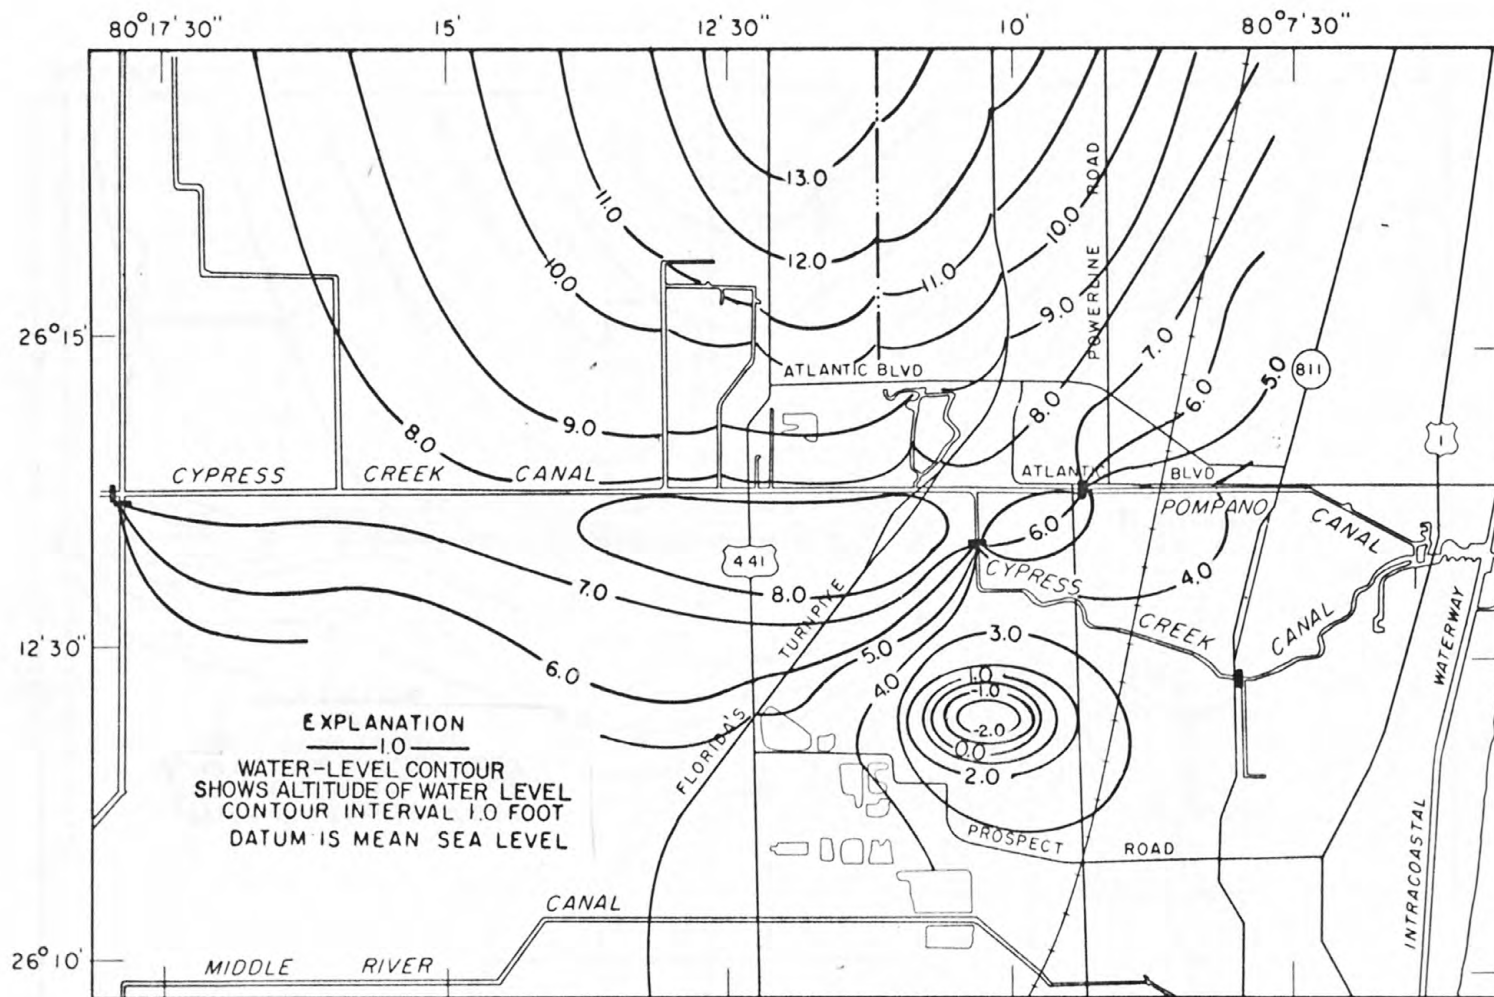 80°17'30"
15'
12'30"
10'
80°7'30"
13.0
11.0
10.0
12.0
10.0
11.0
POWERLINE ROAD
9.0
26°15'
7.0
ATLANTIC BLVD
811
5.0
6.0
8.0
9.0
8.0
1
CYPRESS CREEK CANAL
ATLANTIC BLVD
POMPANO CANAL
6.0
441
CYPRESS CREEK CANAL
4.0
7.0
8.0
TURNPIKE
3.0
12'30"
5.0
6.0
4.0
1.0
-1.0
-2.0
0.0
2.0
WATERWAY
FLORIDA'S
EXPLANATION
1.0
WATER-LEVEL CONTOUR
SHOWS ALTITUDE OF WATER LEVEL
CONTOUR INTERVAL 1.0 FOOT
DATUM IS MEAN SEA LEVEL
PROSPECT ROAD
INTRACOASTAL
CANAL
26°10'
MIDDLE RIVER